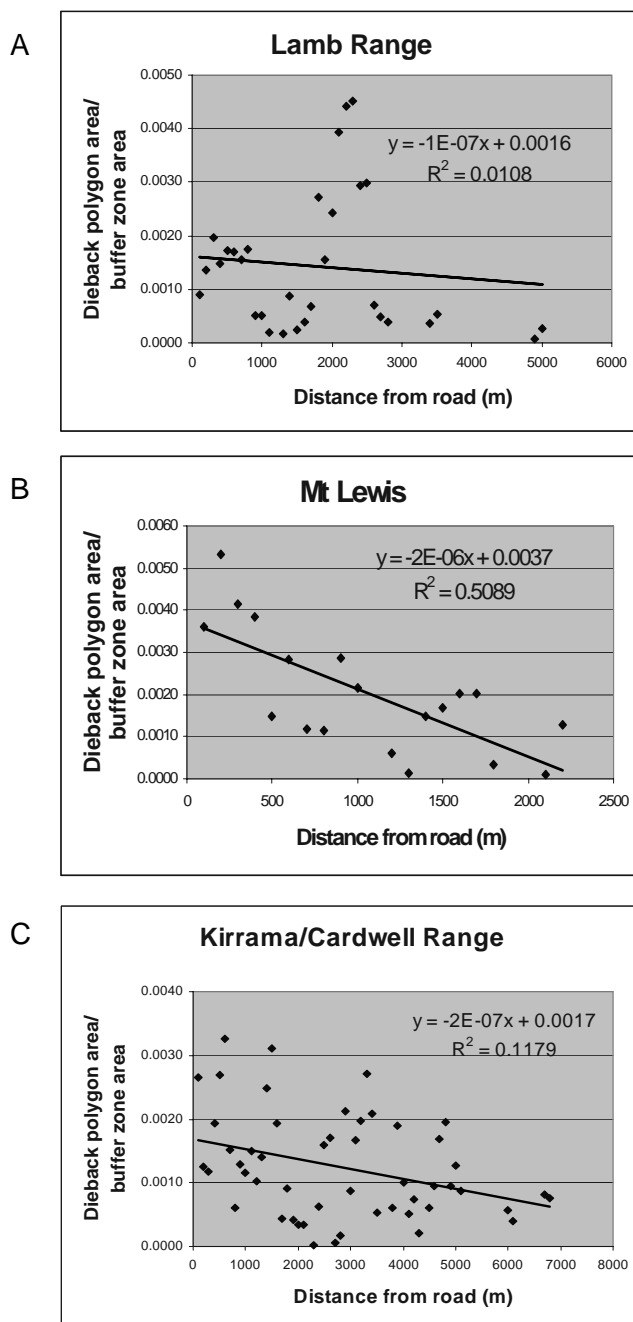 A
Lamb Range
Dieback polygon area/
buffer zone area
0.0050
0.0040
0.0030
0.0020
0.0010
0.0000
y = -1E-07x + 0.0016
R² = 0.0108
0 1000 2000 3000 4000 5000 6000
Distance from road (m)
B
Mt Lewis
Dieback polygon area/
buffer zone area
0.0060
0.0050
0.0040
0.0030
0.0020
0.0010
0.0000
y = -2E-06x + 0.0037
R² = 0.5089
0 500 1000 1500 2000 2500
Distance from road (m)
C
Kirrama/Cardwell Range
Dieback polygon area/
buffer zone area
0.0040
0.0030
0.0020
0.0010
0.0000
y = -2E-07x + 0.0017
R² = 0.1179
0 1000 2000 3000 4000 5000 6000 7000 8000
Distance from road (m)